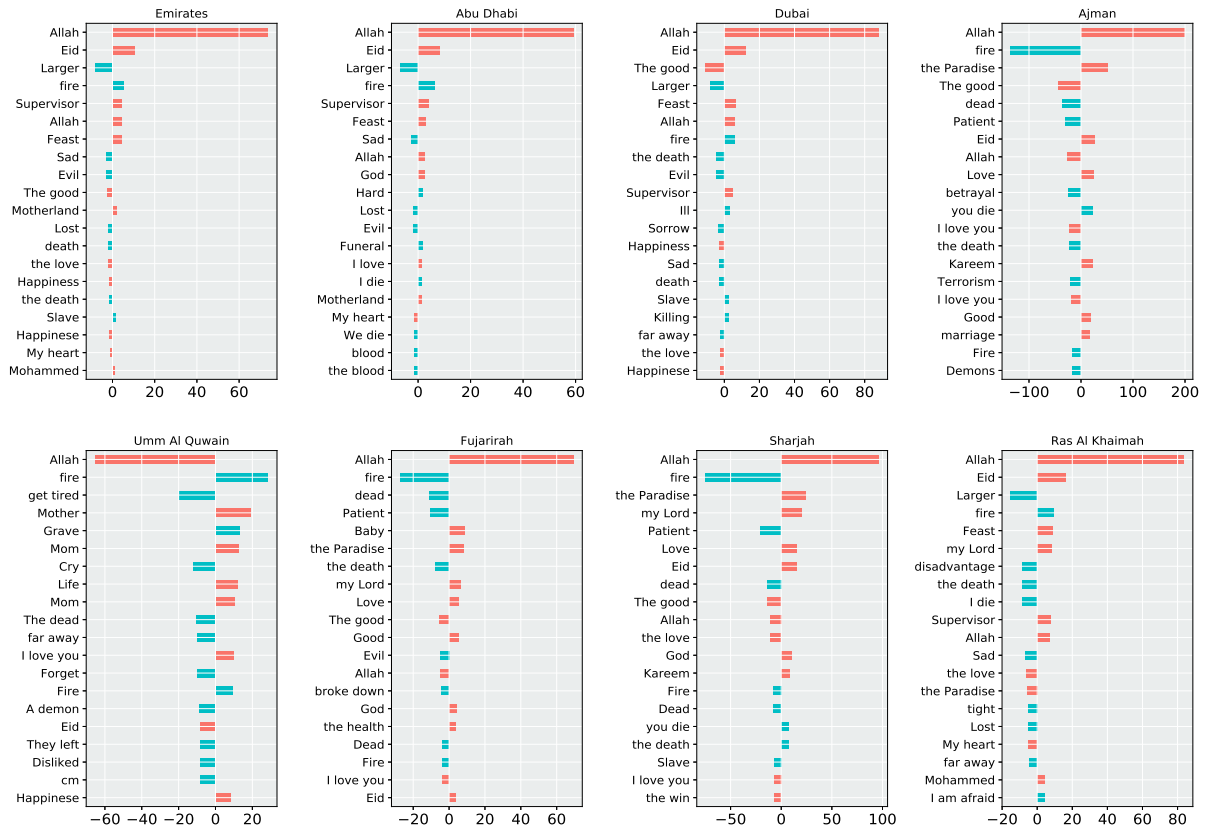 Emirates
Allah
Eid
Larger
fire
Supervisor
Allah
Feast
Sad
Evil
The good
Motherland
Lost
death
the love
Happiness
the death
Slave
Happinese
My heart
Mohammed
0 20 40 60
Abu Dhabi
Allah
Eid
Larger
fire
Supervisor
Feast
Sad
Allah
God
Hard
Lost
Evil
Funeral
I love
I die
Motherland
My heart
We die
blood
the blood
0 20 40 60
Dubai
Allah
Eid
The good
Larger
Feast
Allah
fire
the death
Evil
Supervisor
Ill
Sorrow
Happiness
Sad
death
Slave
Killing
far away
the love
Happinese
0 20 40 60 80
Ajman
Allah
fire
the Paradise
The good
dead
Patient
Eid
Allah
Love
betrayal
you die
I love you
the death
Kareem
Terrorism
I love you
Good
marriage
Fire
Demons
−100 0 100 200
Umm Al Quwain
Allah
fire
get tired
Mother
Grave
Mom
Cry
Life
Mom
The dead
far away
I love you
Forget
Fire
A demon
Eid
They left
Disliked
cm
Happinese
−60 −40 −20 0 20
Fujarirah
Allah
fire
dead
Patient
Baby
the Paradise
the death
my Lord
Love
The good
Good
Evil
Allah
broke down
God
the health
Dead
Fire
I love you
Eid
−20 0 20 40 60
Sharjah
Allah
fire
the Paradise
my Lord
Patient
Love
Eid
dead
The good
Allah
the love
God
Kareem
Fire
Dead
you die
the death
Slave
I love you
the win
−50 0 50 100
Ras Al Khaimah
Allah
Eid
Larger
fire
Feast
my Lord
disadvantage
the death
I die
Supervisor
Allah
Sad
the love
the Paradise
tight
Lost
My heart
far away
Mohammed
I am afraid
−20 0 20 40 60 80